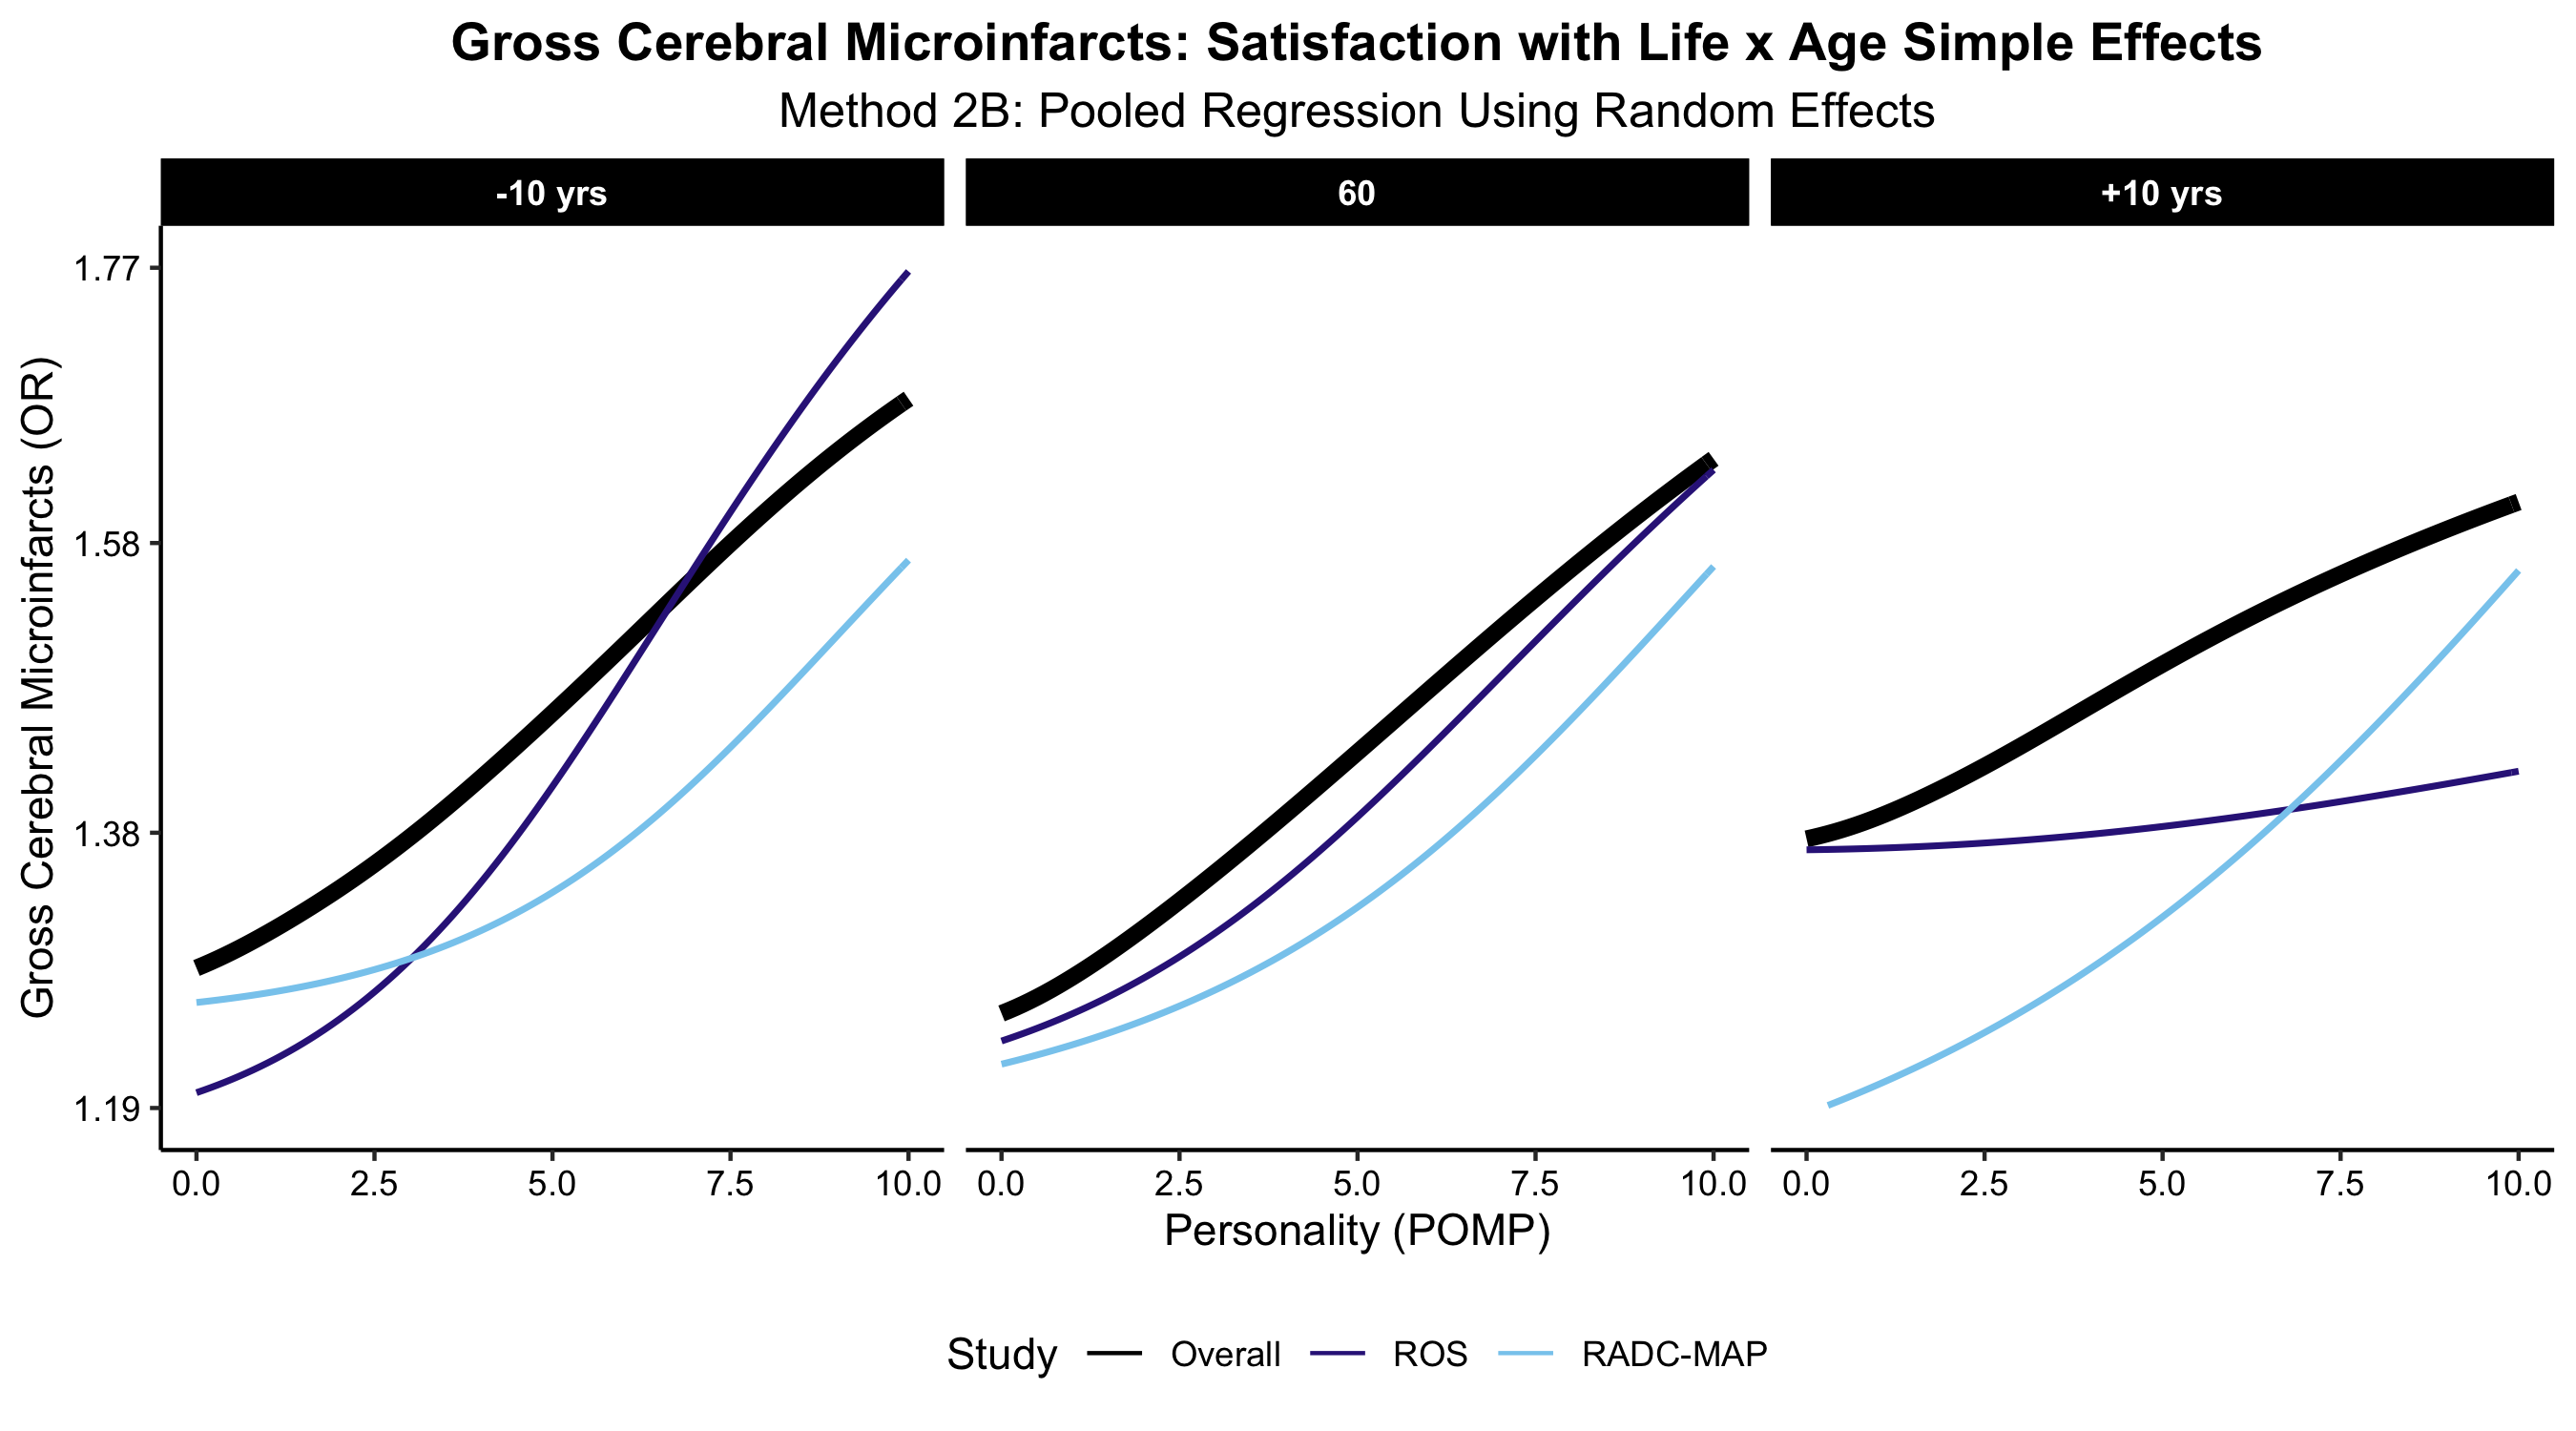 Gross Cerebral Microinfarcts: Satisfaction with Life x Age Simple Effects
Method 2B: Pooled Regression Using Random Effects
-10 yrs 60 +10 yrs
Gross Cerebral Microinfarcts (OR)
1.77
1.58
1.38
1.19
0.0 2.5 5.0 7.5 10.0 0.0 2.5 5.0 7.5 10.0 0.0 2.5 5.0 7.5 10.0
Personality (POMP)
Study Overall ROS RADC-MAP